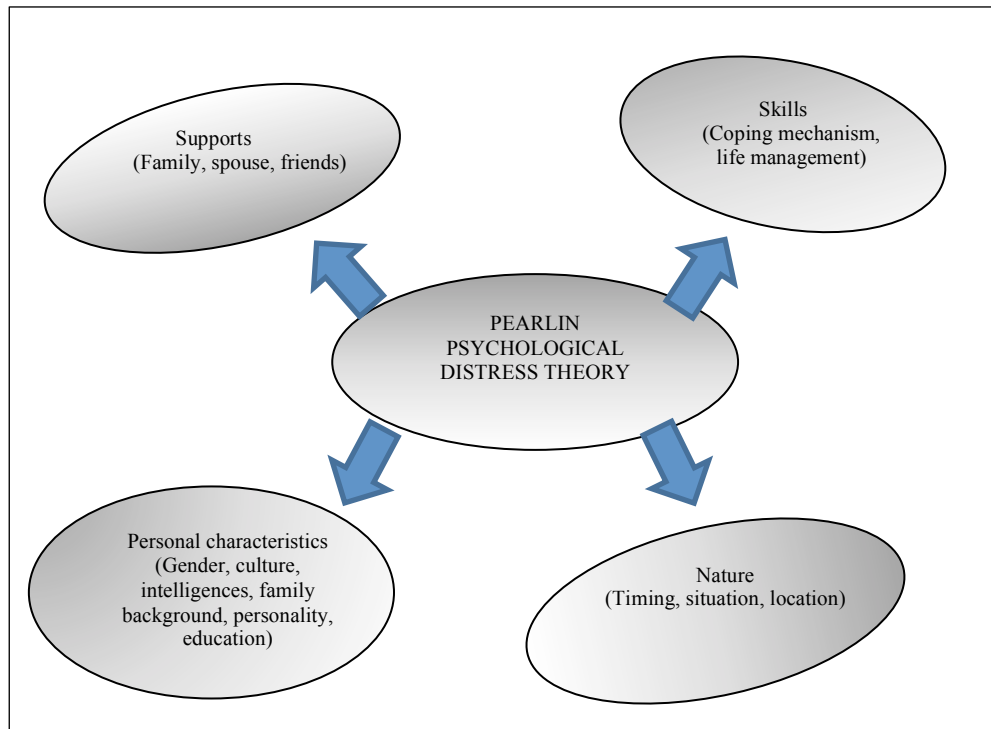 Supports
(Family, spouse, friends)
Skills
(Coping mechanism,
life management)
PEARLIN
PSYCHOLOGICAL
DISTRESS THEORY
Personal characteristics
(Gender, culture,
intelligences, family
background, personality,
education)
Nature
(Timing, situation, location)